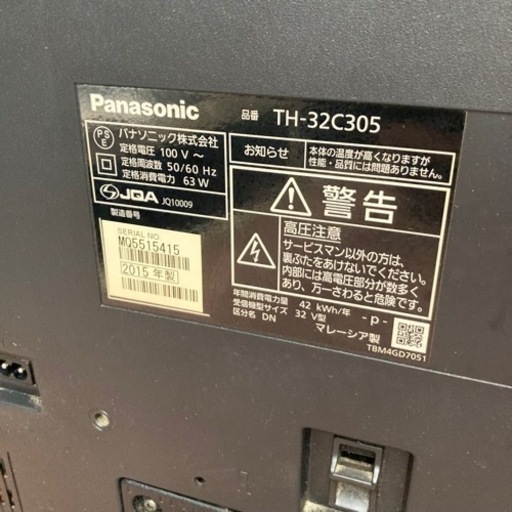 Panasonic
品番 TH-32C305
PS
E
パナソニック株式会社
定格電圧 100 V ～
定格周波数 50/60 Hz
定格消費電力 63 W
JQA JQ10009
製造番号
SERIAL NO.
MQ5515415
2015年製
お知らせ
本体の温度が高くなりますが
性能・品質には問題ありません。
警告
高圧注意
サービスマン以外の方は、
裏ぶたをあけないでください。
内部には高電圧部分が数多く
あり、万一さわると危険です。
年間消費電力量 42 kWh/年
受信機型サイズ 32 V型
区分名 DN
- p -
マレーシア製
TBM4GD7051